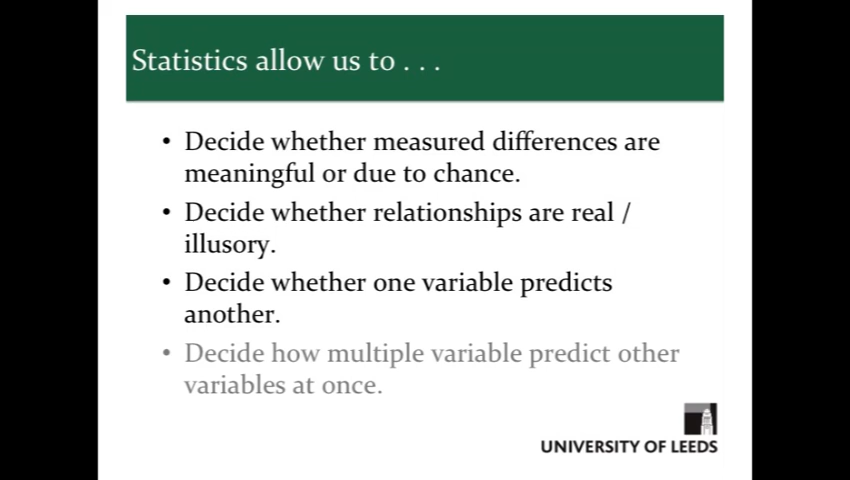 Statistics allow us to . . .
• Decide whether measured differences are
meaningful or due to chance.
• Decide whether relationships are real /
illusory.
• Decide whether one variable predicts
another.
• Decide how multiple variable predict other
variables at once.
UNIVERSITY OF LEEDS